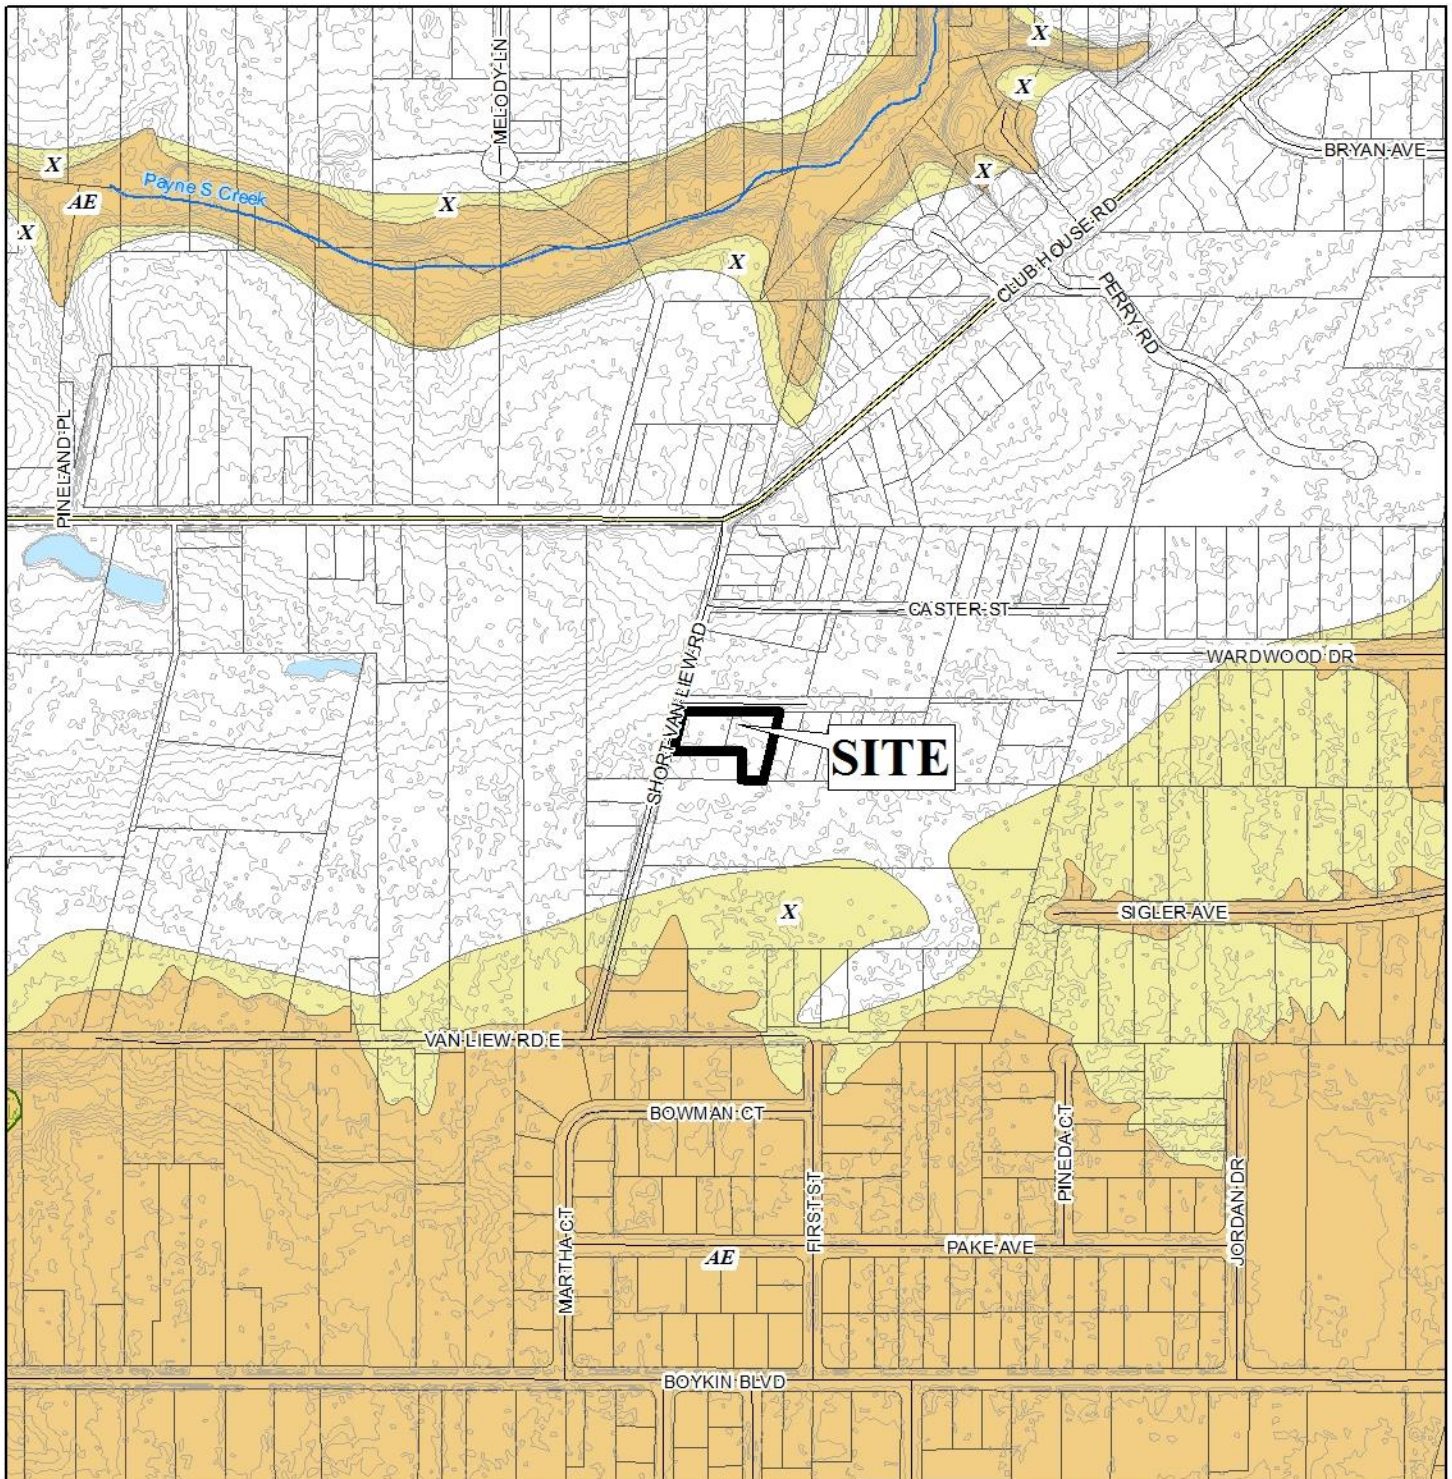 X
MELODY LN
X
BRYAN AVE
X
X
Payne S Creek
AE
X
X
X
CLUB HOUSE RD
PERRY RD
PINELAND PL
CASTER ST
WARDWOOD DR
SHORT VAN LIEW RD
SITE
X
SIGLER AVE
VAN LIEW RD E
BOWMAN CT
PINEDA CT
FIRST ST
JORDAN DR
MARTHA CT
PAKE AVE
AE
BOYKIN BLVD